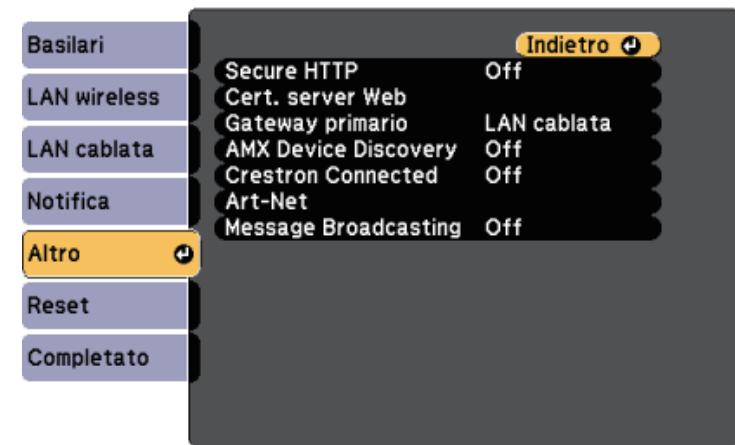 Basilari
LAN wireless
LAN cablata
Notifica
Altro
Reset
Completato
Indietro
Secure HTTP Off
Cert. server Web
Gateway primario LAN cablata
AMX Device Discovery Off
Crestron Connected Off
Art-Net
Message Broadcasting Off